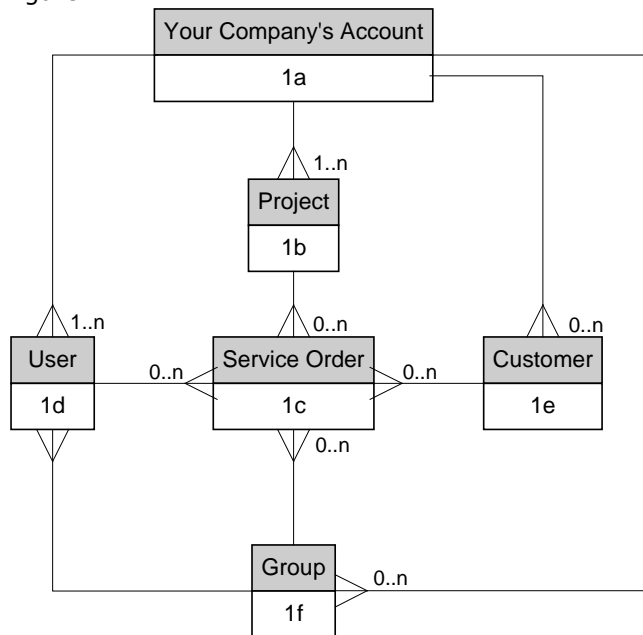 Your Company's Account
1a
1..n
Project
1b
1..n
0..n
0..n
User
0..n
Service Order
0..n
Customer
1d
1c
1e
0..n
Group
0..n
1f